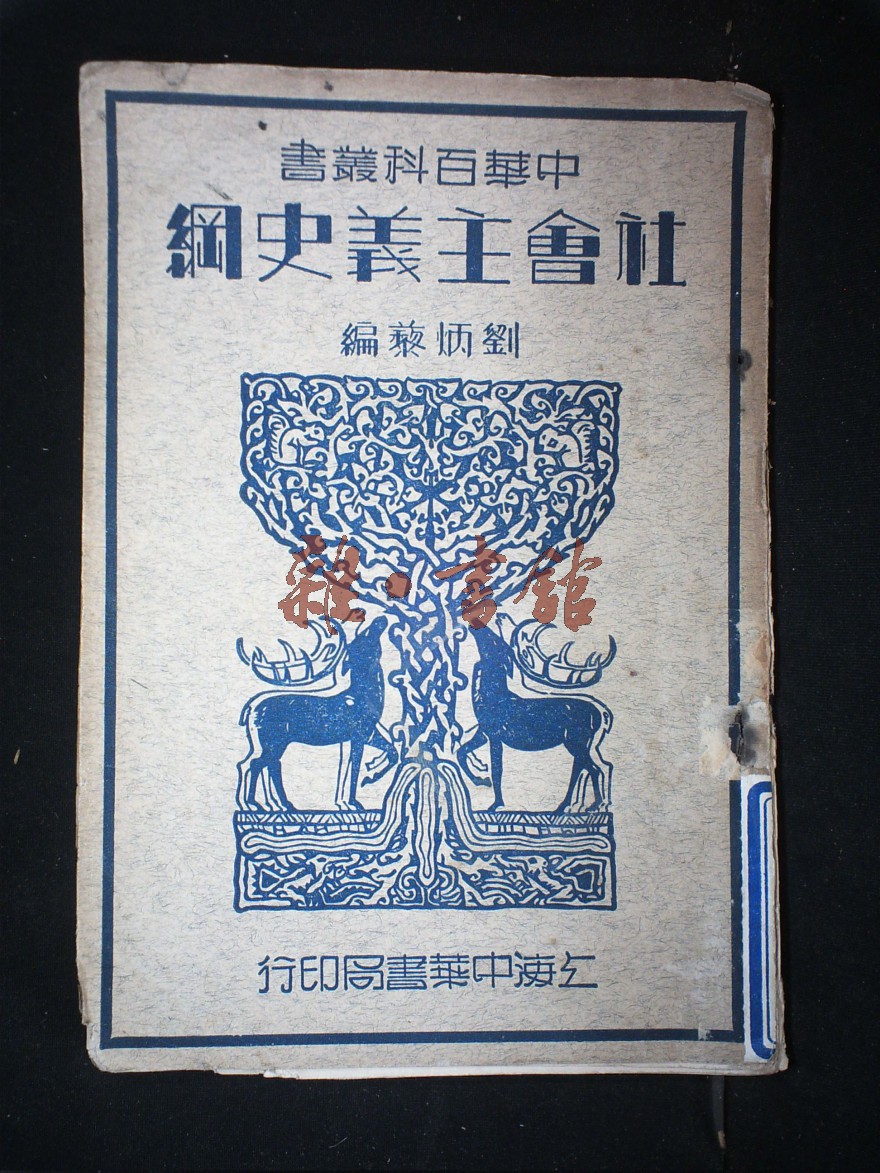 中華百科叢書
社會主義史綱
劉炳藜編
雜·書館
上海中華書局印行